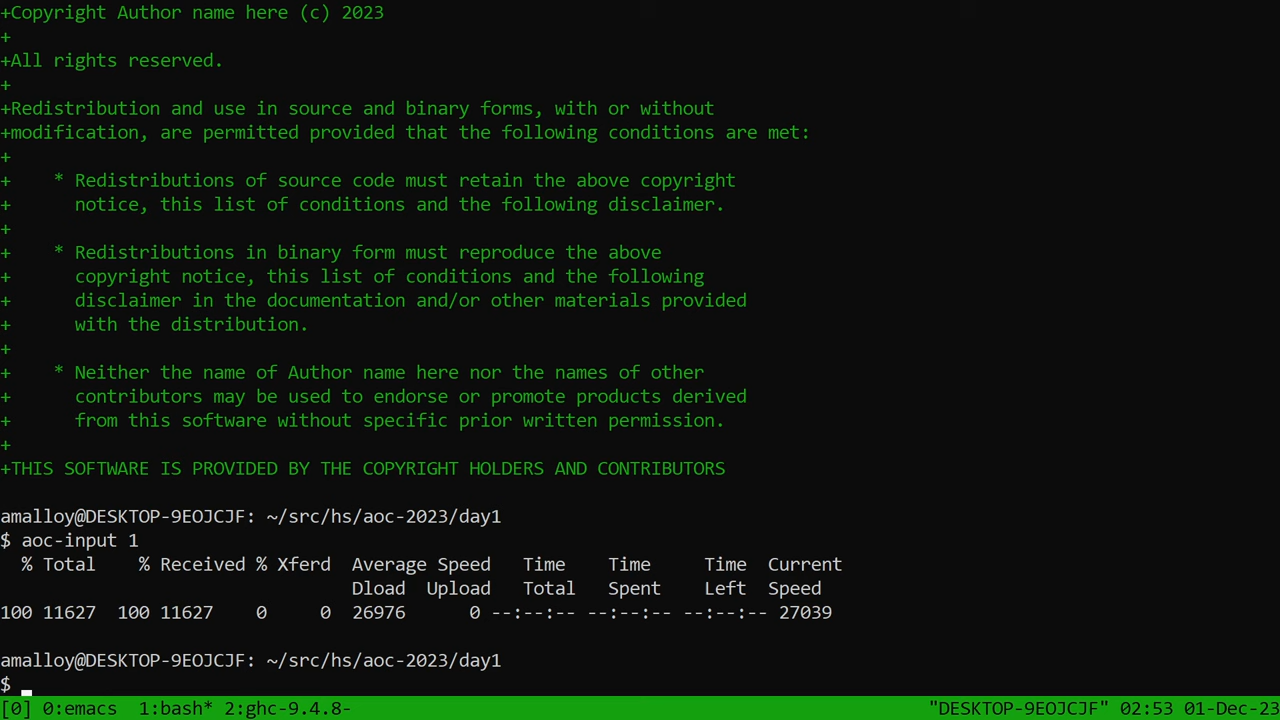 +Copyright Author name here (c) 2023
+
+All rights reserved.
+
+Redistribution and use in source and binary forms, with or without
+modification, are permitted provided that the following conditions are met:
+
+    * Redistributions of source code must retain the above copyright
+      notice, this list of conditions and the following disclaimer.
+
+    * Redistributions in binary form must reproduce the above
+      copyright notice, this list of conditions and the following
+      disclaimer in the documentation and/or other materials provided
+      with the distribution.
+
+    * Neither the name of Author name here nor the names of other
+      contributors may be used to endorse or promote products derived
+      from this software without specific prior written permission.
+
+THIS SOFTWARE IS PROVIDED BY THE COPYRIGHT HOLDERS AND CONTRIBUTORS
amalloy@DESKTOP-9EOJCJF: ~/src/hs/aoc-2023/day1
$ aoc-input 1
  % Total    % Received % Xferd  Average Speed   Time    Time     Time  Current
                                 Dload  Upload   Total   Spent    Left  Speed
100 11627  100 11627    0     0  26976      0 --:--:-- --:--:-- --:--:-- 27039
amalloy@DESKTOP-9EOJCJF: ~/src/hs/aoc-2023/day1
$
[0] 0:emacs  1:bash* 2:ghc-9.4.8-    "DESKTOP-9EOJCJF" 02:53 01-Dec-23